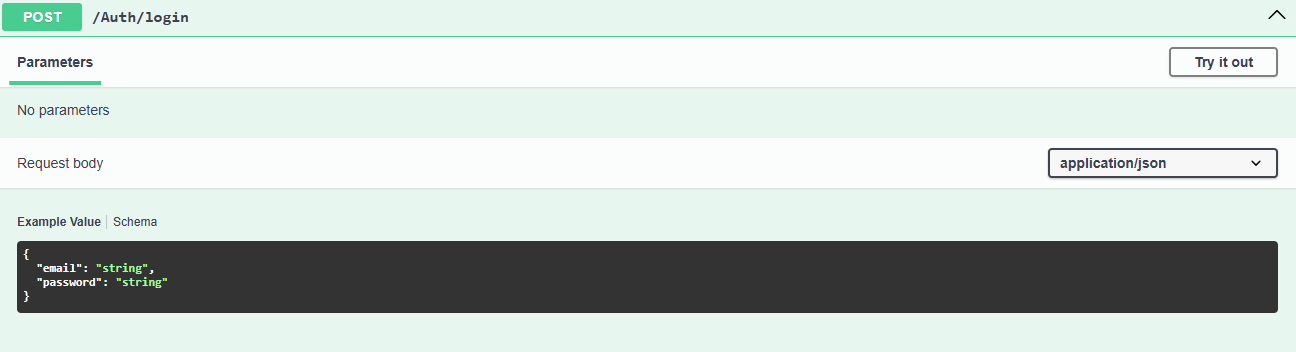 POST /Auth/login
Parameters
Try it out
No parameters
Request body
application/json
Example Value
Schema
{
  "email": "string",
  "password": "string"
}